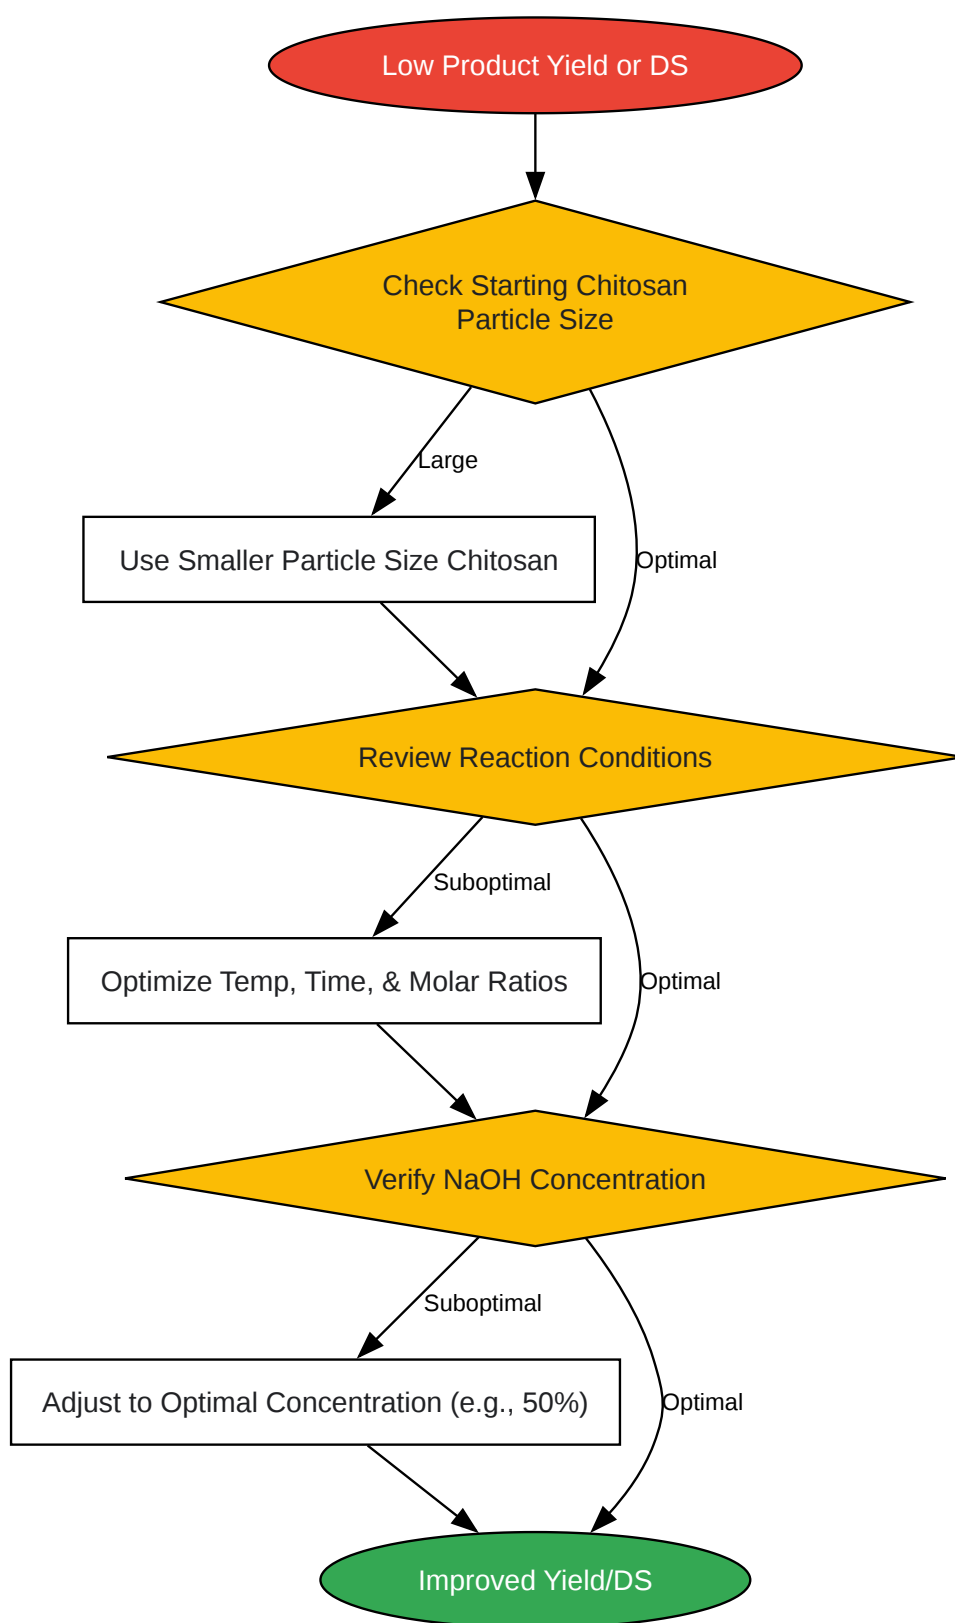 Low Product Yield or DS
Check Starting Chitosan
Particle Size
Large
Use Smaller Particle Size Chitosan
Optimal
Review Reaction Conditions
Suboptimal
Optimize Temp, Time, & Molar Ratios
Optimal
Verify NaOH Concentration
Suboptimal
Adjust to Optimal Concentration (e.g., 50%)
Optimal
Improved Yield/DS